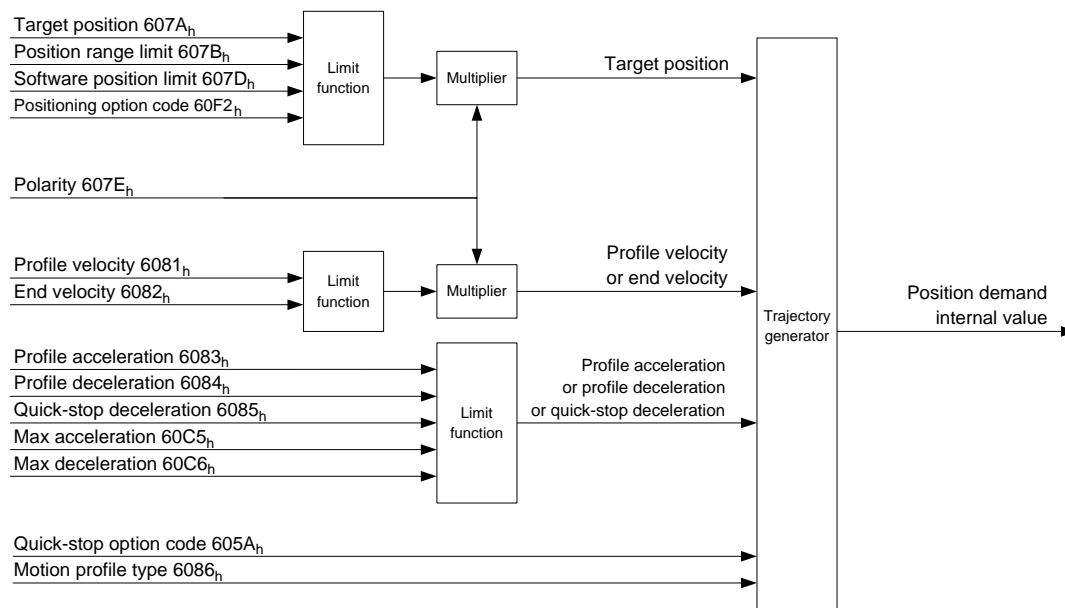 Target position 607Ah
Position range limit 607Bh
Software position limit 607Dh
Positioning option code 60F2h
Limit
function
Multiplier
Target position
Polarity 607Eh
Profile velocity 6081h
End velocity 6082h
Limit
function
Multiplier
Profile velocity
or end velocity
Trajectory
generator
Position demand
internal value
Profile acceleration 6083h
Profile deceleration 6084h
Quick-stop deceleration 6085h
Max acceleration 60C5h
Max deceleration 60C6h
Limit
function
Profile acceleration
or profile deceleration
or quick-stop deceleration
Quick-stop option code 605Ah
Motion profile type 6086h